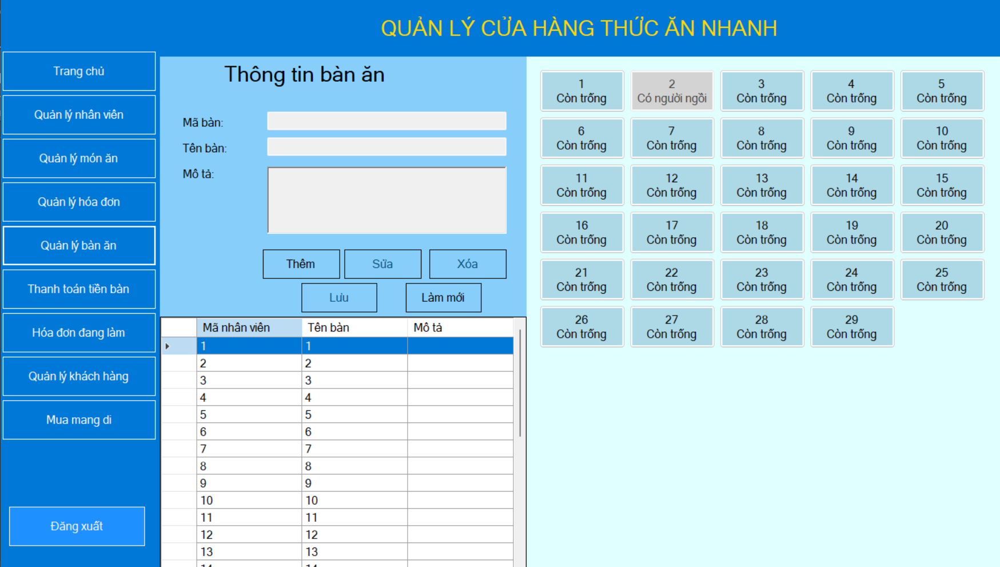 QUẢN LÝ CỬA HÀNG THỨC ĂN NHANH
Trang chủ
Quản lý nhân viên
Quản lý món ăn
Quản lý hóa đơn
Quản lý bàn ăn
Thanh toán tiền bàn
Hóa đơn đang làm
Quản lý khách hàng
Mua mang di
Đăng xuất
Thông tin bàn ăn
Mã bàn:
Tên bàn:
Mô tả:
Thêm Sửa Xóa
Lưu Làm mới
Mã nhân viên Tên bàn Mô tả
1 1
2 2
3 3
4 4
5 5
6 6
7 7
8 8
9 9
10 10
11 11
12 12
13 13
14 14
1 2 3 4 5
Còn trống Có người ngồi Còn trống Còn trống Còn trống
6 7 8 9 10
Còn trống Còn trống Còn trống Còn trống Còn trống
11 12 13 14 15
Còn trống Còn trống Còn trống Còn trống Còn trống
16 17 18 19 20
Còn trống Còn trống Còn trống Còn trống Còn trống
21 22 23 24 25
Còn trống Còn trống Còn trống Còn trống Còn trống
26 27 28 29
Còn trống Còn trống Còn trống Còn trống